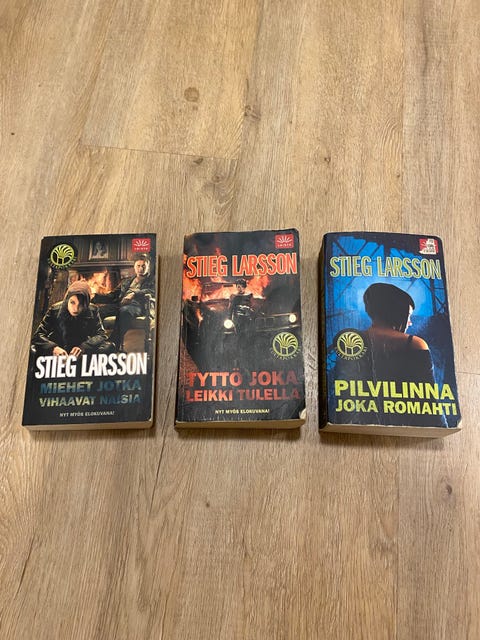 STIEG LARSSON
MIEHET JOTKA
VIHAAVAT NAISIA
NYT MYÖS ELOKUVANA!
STIEG LARSSON
TYTTÖ JOKA
LEIKKI TULELLA
NYT MYÖS ELOKUVANA!
STIEG LARSSON
PILVILINNA
JOKA ROMAHTI